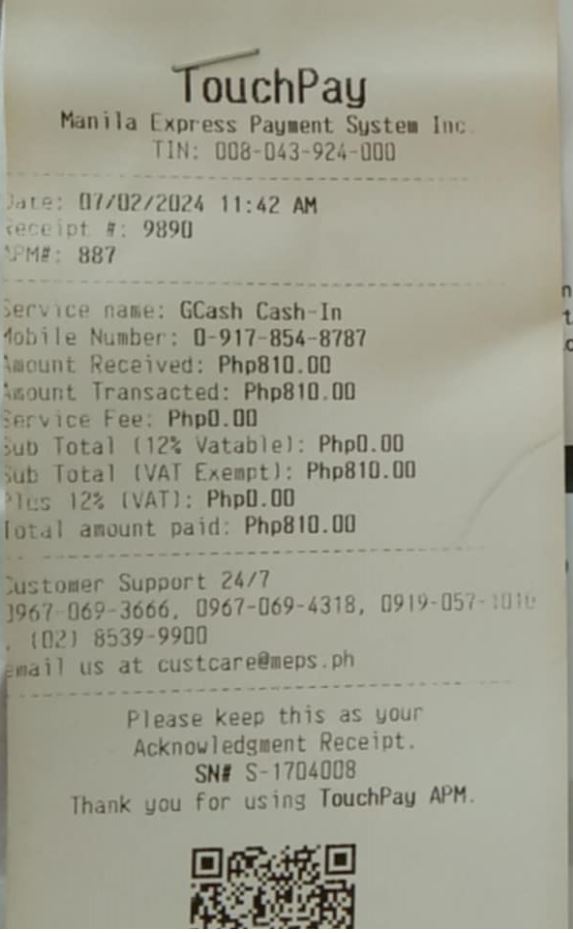 TouchPay
Manila Express Payment System Inc.
TIN: 008-043-924-000
Date: 07/02/2024 11:42 AM
Receipt #: 9890
APM#: 887
Service name: GCash Cash-In
Mobile Number: 0-917-854-8787
Amount Received: Php810.00
Amount Transacted: Php810.00
Service Fee: Php0.00
Sub Total (12% Vatable): Php0.00
Sub Total (VAT Exempt): Php810.00
Plus 12% (VAT): Php0.00
Total amount paid: Php810.00
Customer Support 24/7
0967-069-3666, 0967-069-4318,
, (02) 8539-9900
email us at custcare@meps.ph
Please keep this as your
Acknowledgment Receipt.
SN# S-1704008
Thank you for using TouchPay APM.